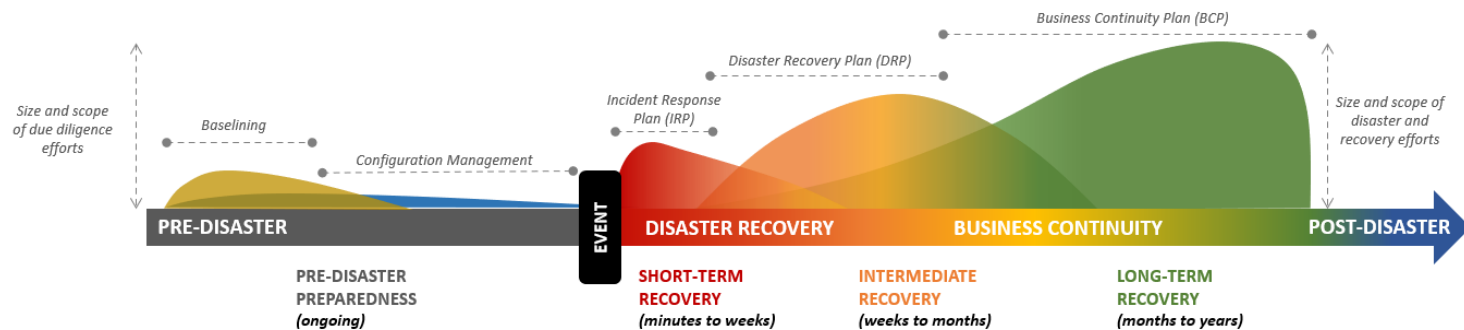 Business Continuity Plan (BCP)
Disaster Recovery Plan (DRP)
Size and scope
of due diligence
efforts
Baselining
Configuration Management
Incident Response
Plan (IRP)
Size and scope of
disaster and
recovery efforts
PRE-DISASTER
EVENT
DISASTER RECOVERY
BUSINESS CONTINUITY
POST-DISASTER
PRE-DISASTER
PREPAREDNESS
(ongoing)
SHORT-TERM
RECOVERY
(minutes to weeks)
INTERMEDIATE
RECOVERY
(weeks to months)
LONG-TERM
RECOVERY
(months to years)